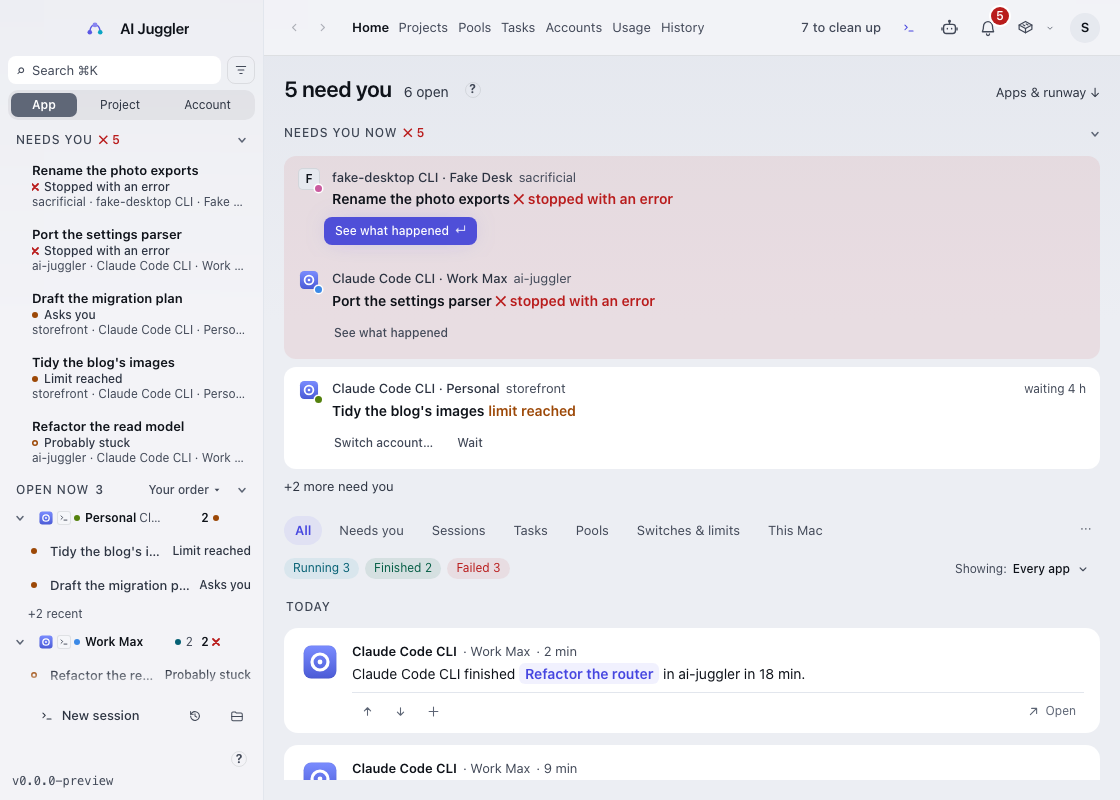 AI Juggler
Search ⌘K
App Project Account
NEEDS YOU ✕ 5
Rename the photo exports
✕ Stopped with an error
sacrificial · fake-desktop CLI · Fake ...
Port the settings parser
✕ Stopped with an error
ai-juggler · Claude Code CLI · Work ...
Draft the migration plan
Asks you
storefront · Claude Code CLI · Perso...
Tidy the blog's images
Limit reached
storefront · Claude Code CLI · Perso...
Refactor the read model
Probably stuck
ai-juggler · Claude Code CLI · Work ...
OPEN NOW 3 Your order
Personal Cl... 2
Tidy the blog's i... Limit reached
Draft the migration p... Asks you
+2 recent
Work Max 2 2 ✕
Refactor the re... Probably stuck
New session
?
v0.0.0-preview
Home Projects Pools Tasks Accounts Usage History 7 to clean up 5 S
5 need you 6 open ? Apps & runway ↓
NEEDS YOU NOW ✕ 5
F fake-desktop CLI · Fake Desk sacrificial
Rename the photo exports ✕ stopped with an error
See what happened ↵
Claude Code CLI · Work Max ai-juggler
Port the settings parser ✕ stopped with an error
See what happened
Claude Code CLI · Personal storefront waiting 4 h
Tidy the blog's images limit reached
Switch account... Wait
+2 more need you
All Needs you Sessions Tasks Pools Switches & limits This Mac ...
Running 3 Finished 2 Failed 3 Showing: Every app
TODAY
Claude Code CLI · Work Max · 2 min
Claude Code CLI finished Refactor the router in ai-juggler in 18 min.
↑ ↓ + ↗ Open
Claude Code CLI · Work Max · 9 min